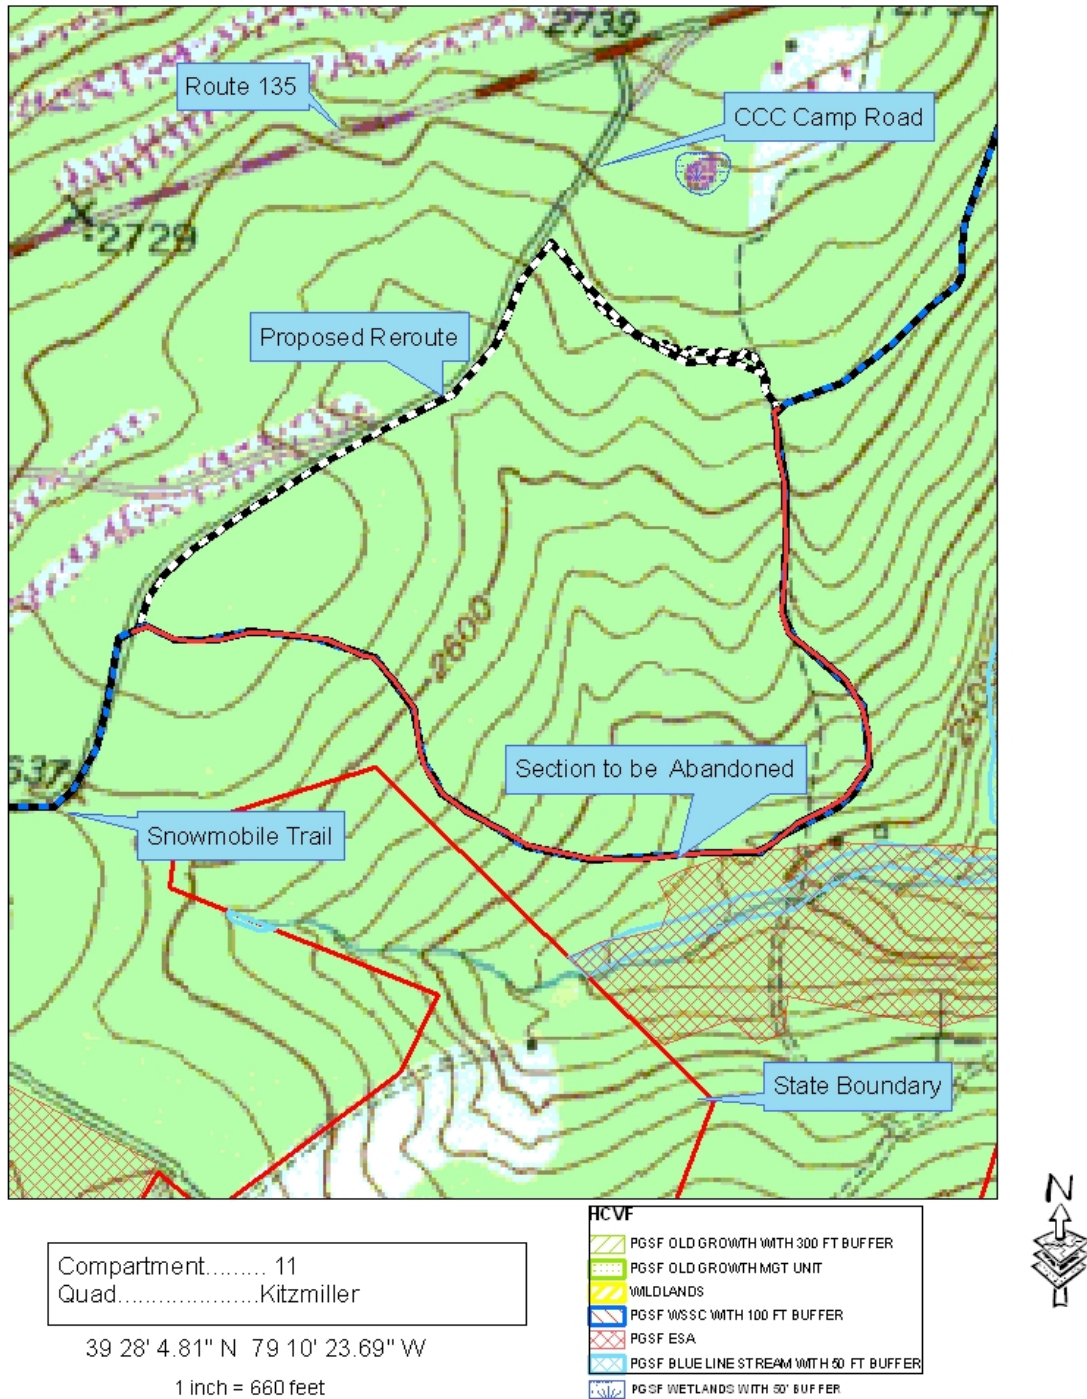 2739
Route 135
CCC Camp Road
2729
Proposed Reroute
2600
Section to be Abandoned
637
Snowmobile Trail
State Boundary
N
HCVF
PGSF OLD GROWTH WITH 300 FT BUFFER
PGSF OLD GROWTH MGT UNIT
WILDLANDS
PGSF WSSC WITH 100 FT BUFFER
PGSF ESA
PGSF BLUE LINE STREAM WITH 50 FT BUFFER
PGSF WETLANDS WITH 50' BUFFER
Compartment......... 11
Quad.....................Kitzmiller
39 28' 4.81" N  79 10' 23.69" W
1 inch = 660 feet